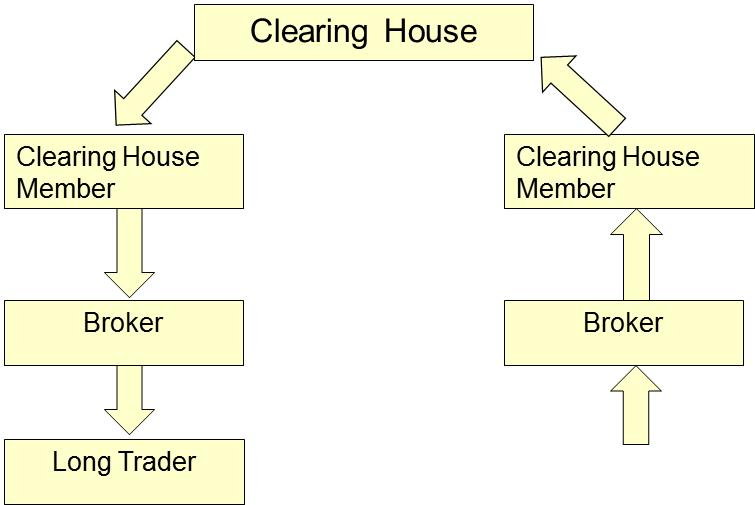 Clearing House
Clearing House
Member
Clearing House
Member
Broker
Broker
Long Trader